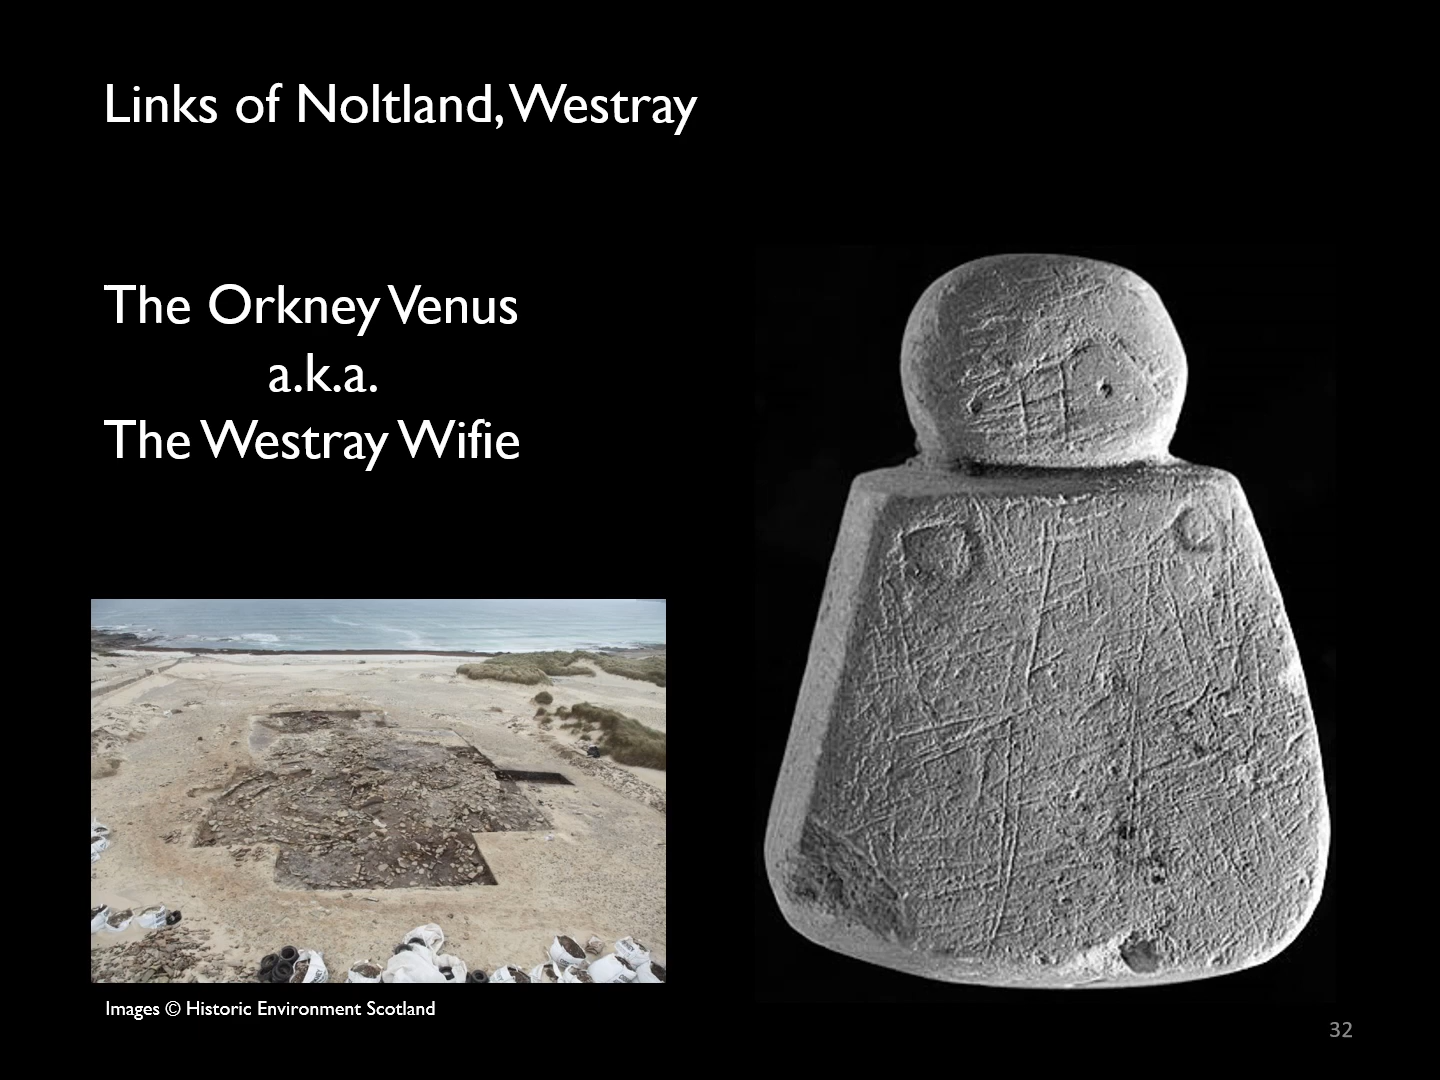 Links of Noltland, Westray
The Orkney Venus
a.k.a.
The Westray Wifie
Images © Historic Environment Scotland
32